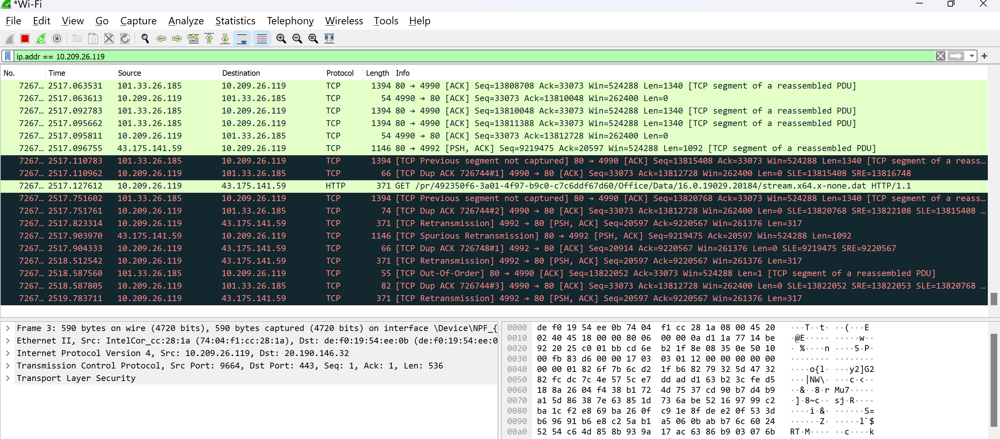 *Wi-Fi
File Edit View Go Capture Analyze Statistics Telephony Wireless Tools Help
ip.addr == 10.209.26.119
No. Time Source Destination Protocol Length Info
7267… 2517.063531 101.33.26.185 10.209.26.119 TCP 1394 80 → 4990 [ACK] Seq=13808708 Ack=33073 Win=524288 Len=1340 [TCP segment of a reassembled PDU]
7267… 2517.063613 10.209.26.119 101.33.26.185 TCP 54 4990 → 80 [ACK] Seq=33073 Ack=13810048 Win=262400 Len=0
7267… 2517.092783 101.33.26.185 10.209.26.119 TCP 1394 80 → 4990 [ACK] Seq=13810048 Ack=33073 Win=524288 Len=1340 [TCP segment of a reassembled PDU]
7267… 2517.095662 101.33.26.185 10.209.26.119 TCP 1394 80 → 4990 [ACK] Seq=13811388 Ack=33073 Win=524288 Len=1340 [TCP segment of a reassembled PDU]
7267… 2517.095811 10.209.26.119 101.33.26.185 TCP 54 4990 → 80 [ACK] Seq=33073 Ack=13812728 Win=262400 Len=0
7267… 2517.096755 43.175.141.59 10.209.26.119 TCP 1146 80 → 4992 [PSH, ACK] Seq=9219475 Ack=20597 Win=524288 Len=1092 [TCP segment of a reassembled PDU]
7267… 2517.110783 101.33.26.185 10.209.26.119 TCP 1394 [TCP Previous segment not captured] 80 → 4990 [ACK] Seq=13815408 Ack=33073 Win=524288 Len=1340 [TCP segment of a reass…
7267… 2517.110962 10.209.26.119 101.33.26.185 TCP 66 [TCP Dup ACK 726744#1] 4990 → 80 [ACK] Seq=33073 Ack=13812728 Win=262400 Len=0 SLE=13815408 SRE=13816748
7267… 2517.127612 10.209.26.119 43.175.141.59 HTTP 371 GET /pr/492350f6-3a01-4f97-b9c0-c7c6ddf67d60/Office/Data/16.0.19029.20184/stream.x64.x-none.dat HTTP/1.1
7267… 2517.751602 101.33.26.185 10.209.26.119 TCP 1394 [TCP Previous segment not captured] 80 → 4990 [ACK] Seq=13820768 Ack=33073 Win=524288 Len=1340 [TCP segment of a reass…
7267… 2517.751761 10.209.26.119 101.33.26.185 TCP 74 [TCP Dup ACK 726744#2] 4990 → 80 [ACK] Seq=33073 Ack=13812728 Win=262400 Len=0 SLE=13820768 SRE=13822108 SLE=13815408 …
7267… 2517.823314 10.209.26.119 43.175.141.59 TCP 371 [TCP Retransmission] 4992 → 80 [PSH, ACK] Seq=20597 Ack=9220567 Win=261376 Len=317
7267… 2517.903970 43.175.141.59 10.209.26.119 TCP 1146 [TCP Spurious Retransmission] 80 → 4992 [PSH, ACK] Seq=9219475 Ack=20597 Win=524288 Len=1092
7267… 2517.904333 10.209.26.119 43.175.141.59 TCP 66 [TCP Dup ACK 726748#1] 4992 → 80 [ACK] Seq=20914 Ack=9220567 Win=261376 Len=0 SLE=9219475 SRE=9220567
7267… 2518.512542 10.209.26.119 43.175.141.59 TCP 371 [TCP Retransmission] 4992 → 80 [PSH, ACK] Seq=20597 Ack=9220567 Win=261376 Len=317
7267… 2518.587560 101.33.26.185 10.209.26.119 TCP 55 [TCP Out-Of-Order] 80 → 4990 [ACK] Seq=13822052 Ack=33073 Win=524288 Len=1 [TCP segment of a reassembled PDU]
7267… 2518.587805 10.209.26.119 101.33.26.185 TCP 82 [TCP Dup ACK 726744#3] 4990 → 80 [ACK] Seq=33073 Ack=13812728 Win=262400 Len=0 SLE=13822052 SRE=13822053 SLE=13820768 …
7267… 2519.783711 10.209.26.119 43.175.141.59 TCP 371 [TCP Retransmission] 4992 → 80 [PSH, ACK] Seq=20597 Ack=9220567 Win=261376 Len=317
Frame 3: 590 bytes on wire (4720 bits), 590 bytes captured (4720 bits) on interface \Device\NPF_{
Ethernet II, Src: IntelCor_cc:28:1a (74:04:f1:cc:28:1a), Dst: de:f0:19:54:ee:0b (de:f0:19:54:ee:0
Internet Protocol Version 4, Src: 10.209.26.119, Dst: 20.190.146.32
Transmission Control Protocol, Src Port: 9664, Dst Port: 443, Seq: 1, Ack: 1, Len: 536
Transport Layer Security
0000 de f0 19 54 ee 0b 74 04 f1 cc 28 1a 08 00 45 20 ···T··t· ··(···E
0010 02 40 45 18 00 00 80 06 00 00 0a d1 1a 77 14 be ·@E····· ·····w··
0020 92 20 25 c0 01 bb cd 6e b2 1f 8e 08 35 0e 50 10 · %····n ····5·P·
0030 00 fb 83 d6 00 00 17 03 03 01 12 00 00 00 00 00 ········ ········
0040 00 00 01 82 6f 7b 6c d2 1f b6 82 79 32 5d 47 32 ····o{l· ···y2]G2
0050 82 fc dc 7c 4e 57 5c e7 dd ad d1 63 b2 3c fe d5 ···|NW\· ···c·<··
0060 18 8a 26 04 f4 38 b1 72 4d 75 37 cd 90 b7 d4 b9 ··&··8·r Mu7·····
0070 a1 5d 86 38 7e 63 85 1d 73 6a be 52 16 97 99 c2 ·]·8~c·· sj·R····
0080 ba 1c f2 e8 69 ba 26 0f c9 1e 8f de e2 0f 53 3d ····i·&· ······S=
0090 b6 96 91 b6 e8 c2 5a b1 a5 06 0b ab b7 6c 60 24 ······Z· ·····l`$
00a0 52 54 c6 4d 85 8b 93 9a 17 ac 63 86 b9 03 07 6b RT·M···· ··c····k